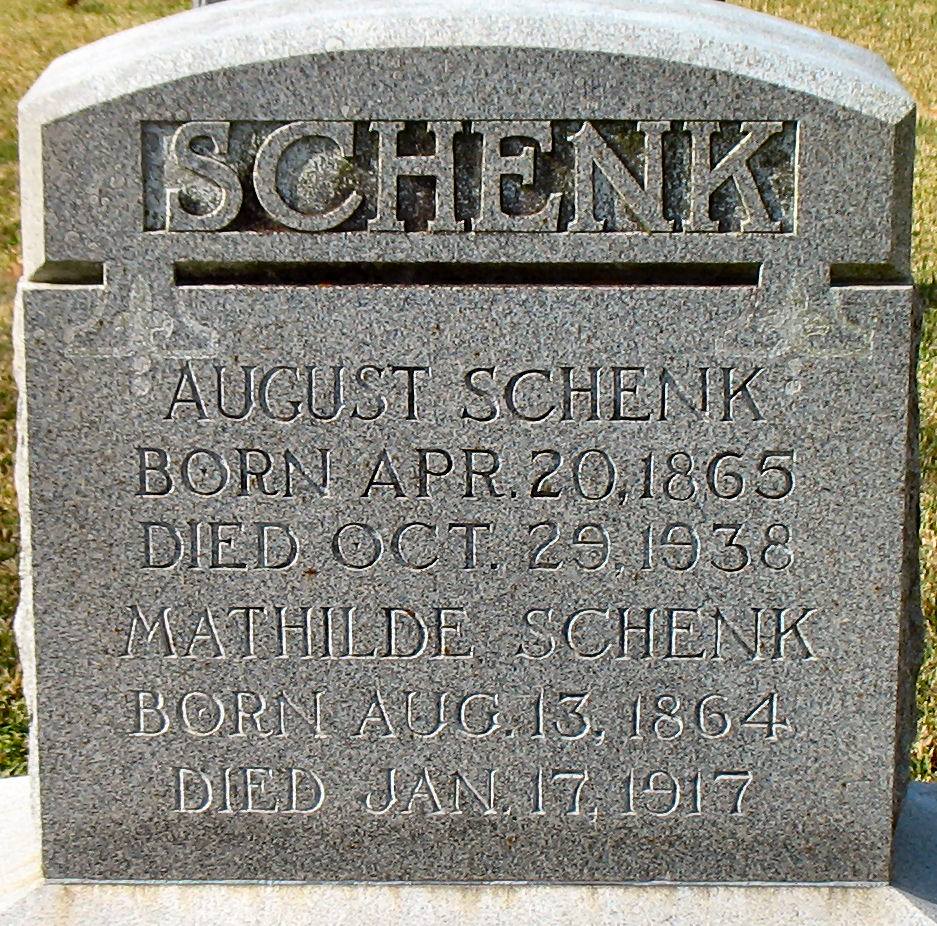 SCHENK
AUGUST SCHENK
BORN APR. 20, 1865
DIED OCT. 29, 1938
MATHILDE SCHENK
BORN AUG. 13, 1864
DIED JAN. 17, 1917